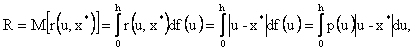 R = M[r(u, x*)] = ∫₀ʰ r(u, x*)df(u) = ∫₀ʰ |u - x*|df(u) = ∫₀ʰ p(u)|u - x*|du,